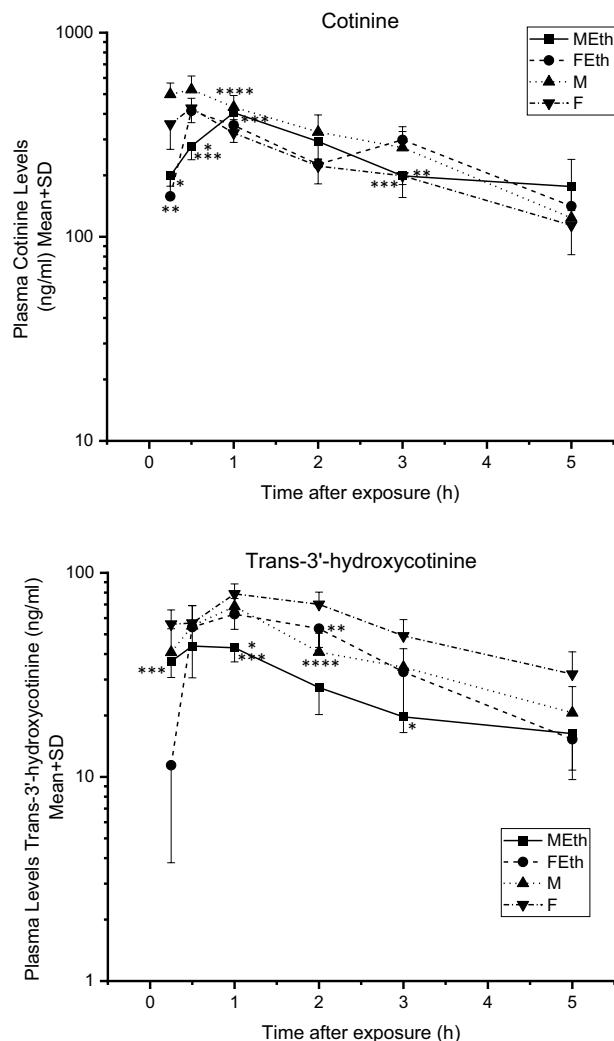 Cotinine
1000
100
10
Plasma Cotinine Levels
(ng/ml) Mean+SD
MEth
FEth
M
F
****
***
*
***
*
**
**
***
0
1
2
3
4
5
Time after exposure (h)
Trans-3'-hydroxycotinine
100
10
1
Plasma Levels Trans-3'-hydroxycotinine (ng/ml)
Mean+SD
***
*
***
**
****
*
MEth
FEth
M
F
0
1
2
3
4
5
Time after exposure (h)